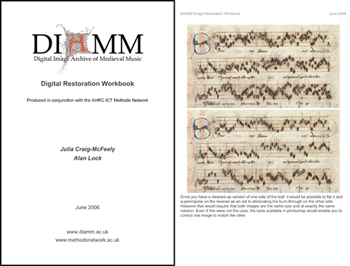 DIAMM
Digital Image Archive of Medieval Music
Digital Restoration Workbook
Produced in conjunction with the AHRC ICT Methods Network
Julia Craig-McFeely
Alan Lock
June 2006
www.diamm.ac.uk
www.methodsnetwork.ac.uk
DIAMM Image Restoration Workbook June 2006
Once you have a cleaned-up version of one side of the leaf, it would be possible to flip it and
superimpose on the reverse as an aid to eliminating the burn-through on the other side.
However that would require that both images are the same size and at exactly the same
rotation. Even if this were not the case, the tools available in photoshop would enable you to
correct one image to match the other.